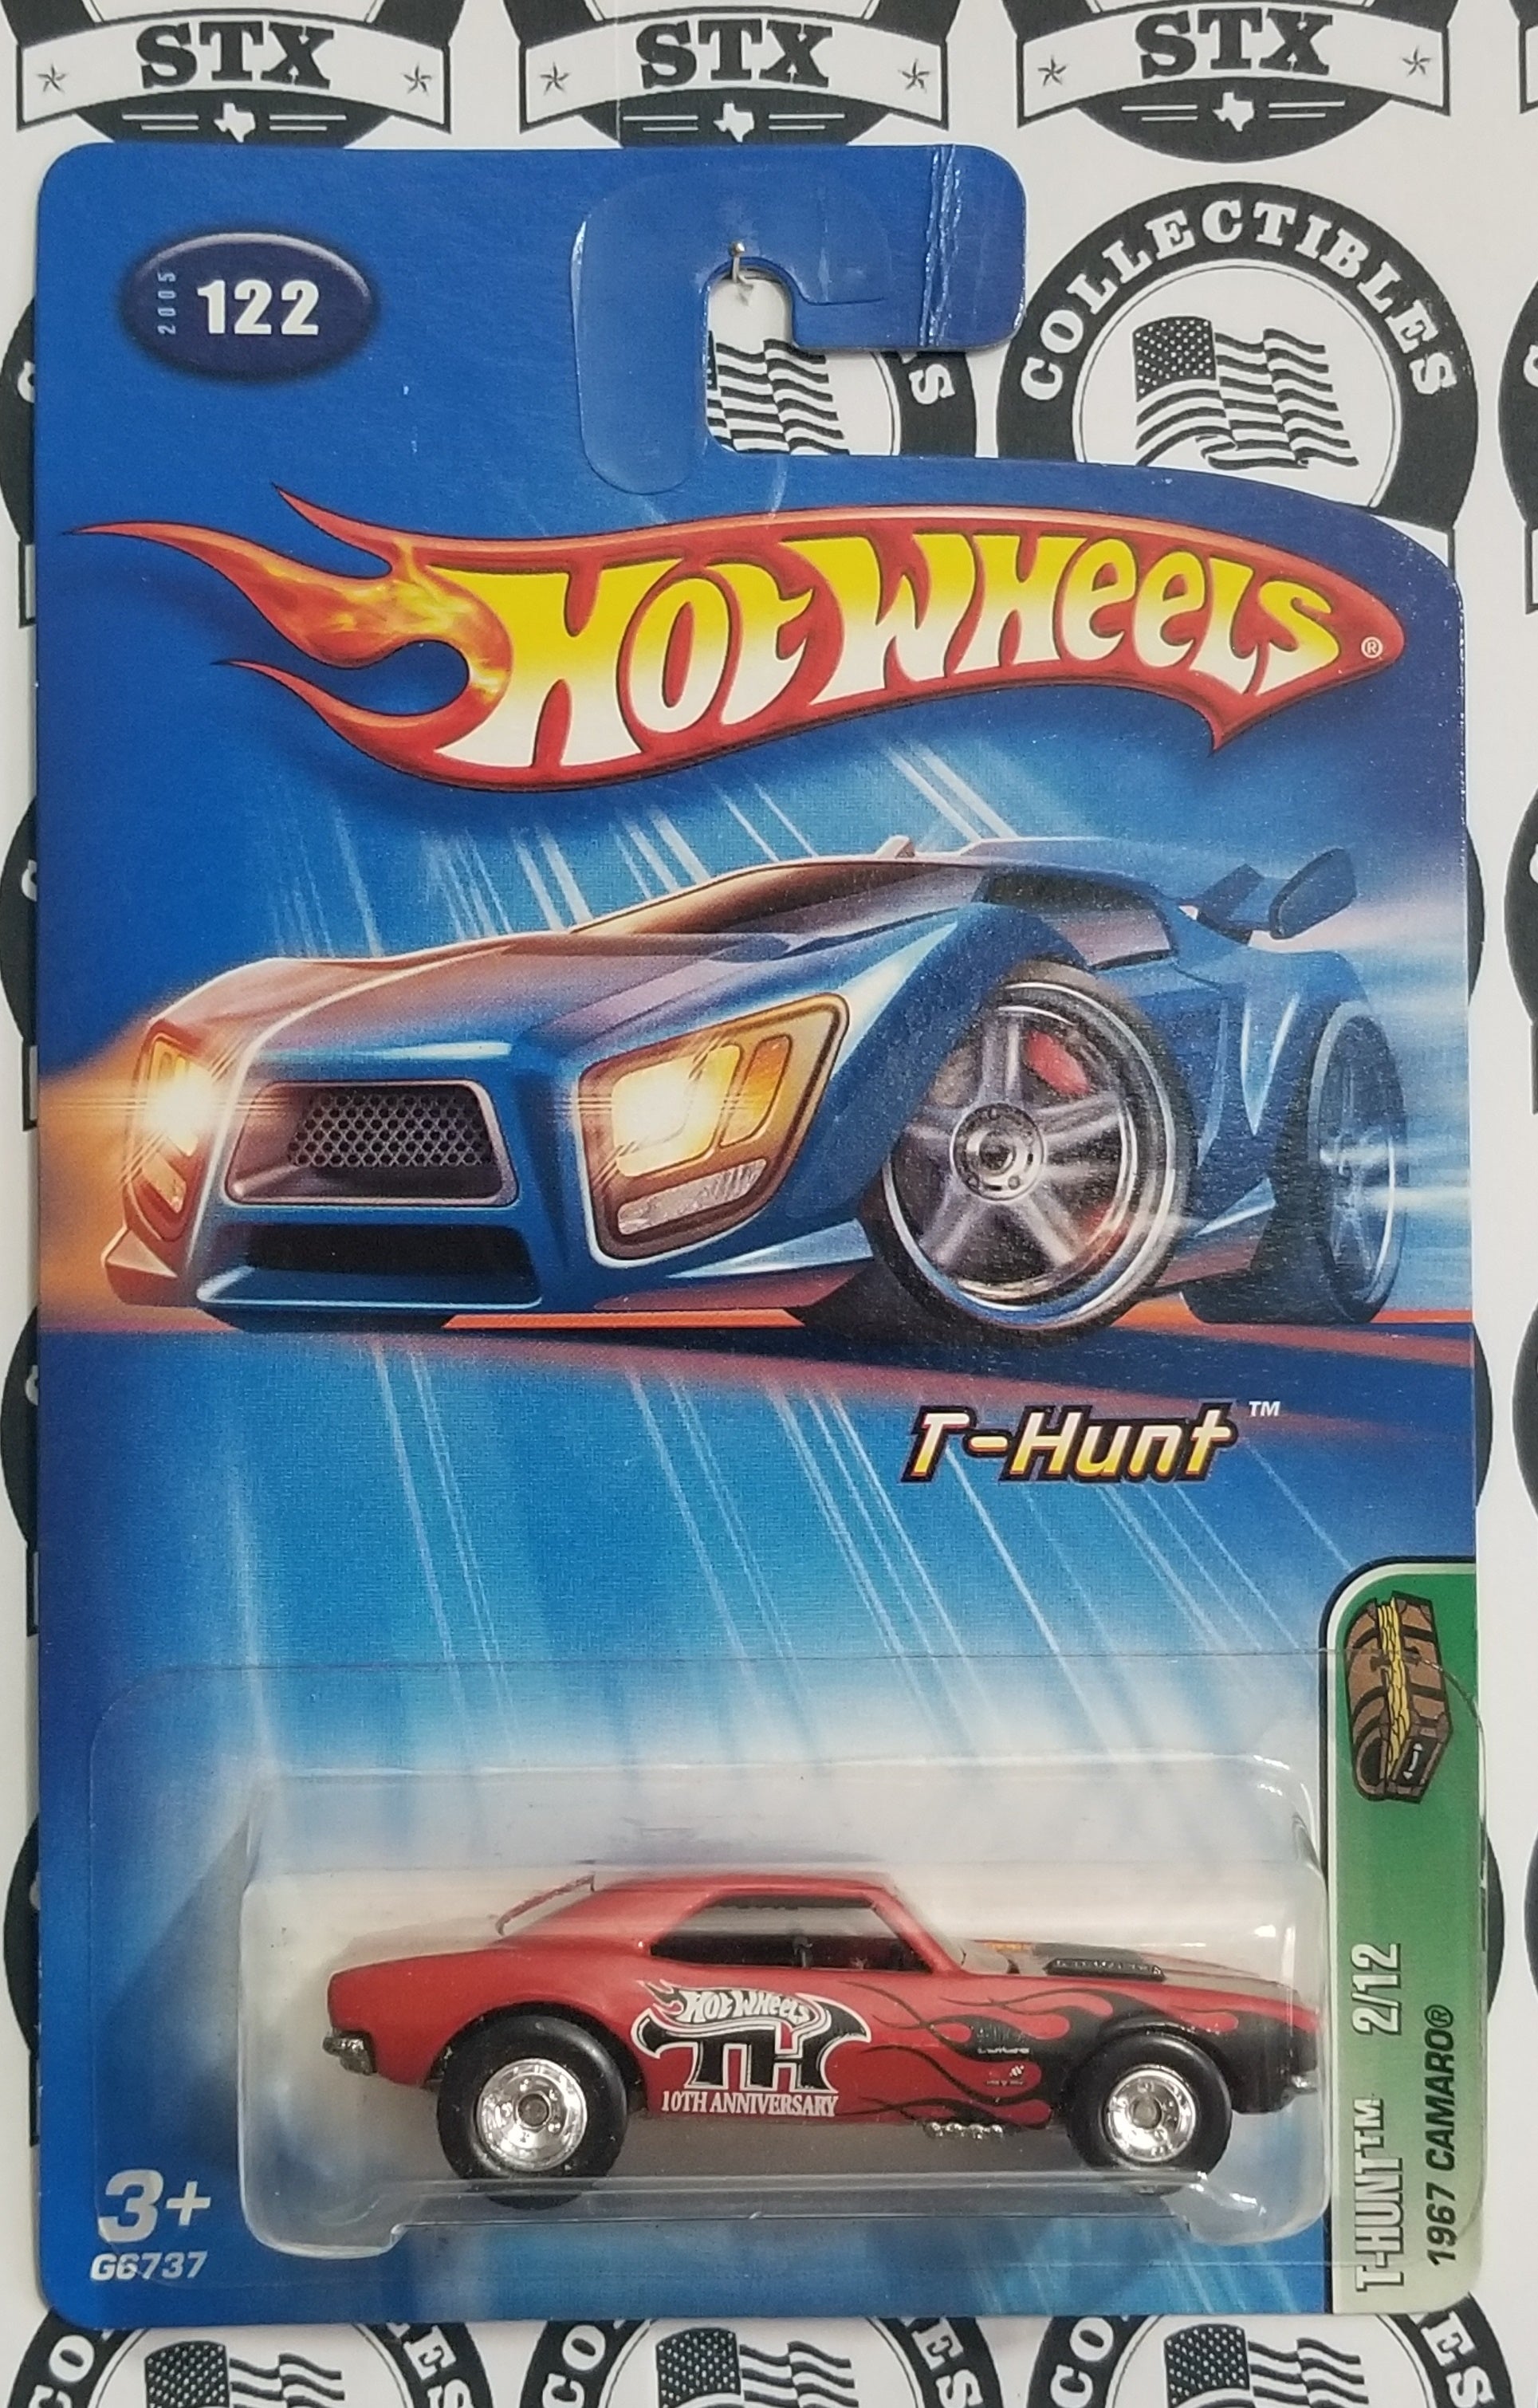 STX
STX
STX
COLLECTIBLES
2005
122
HOT WHEELS®
T-Hunt™
HOT WHEELS
TH
10TH ANNIVERSARY
3+
G6737
T-HUNT™ 2/12
1967 CAMARO®